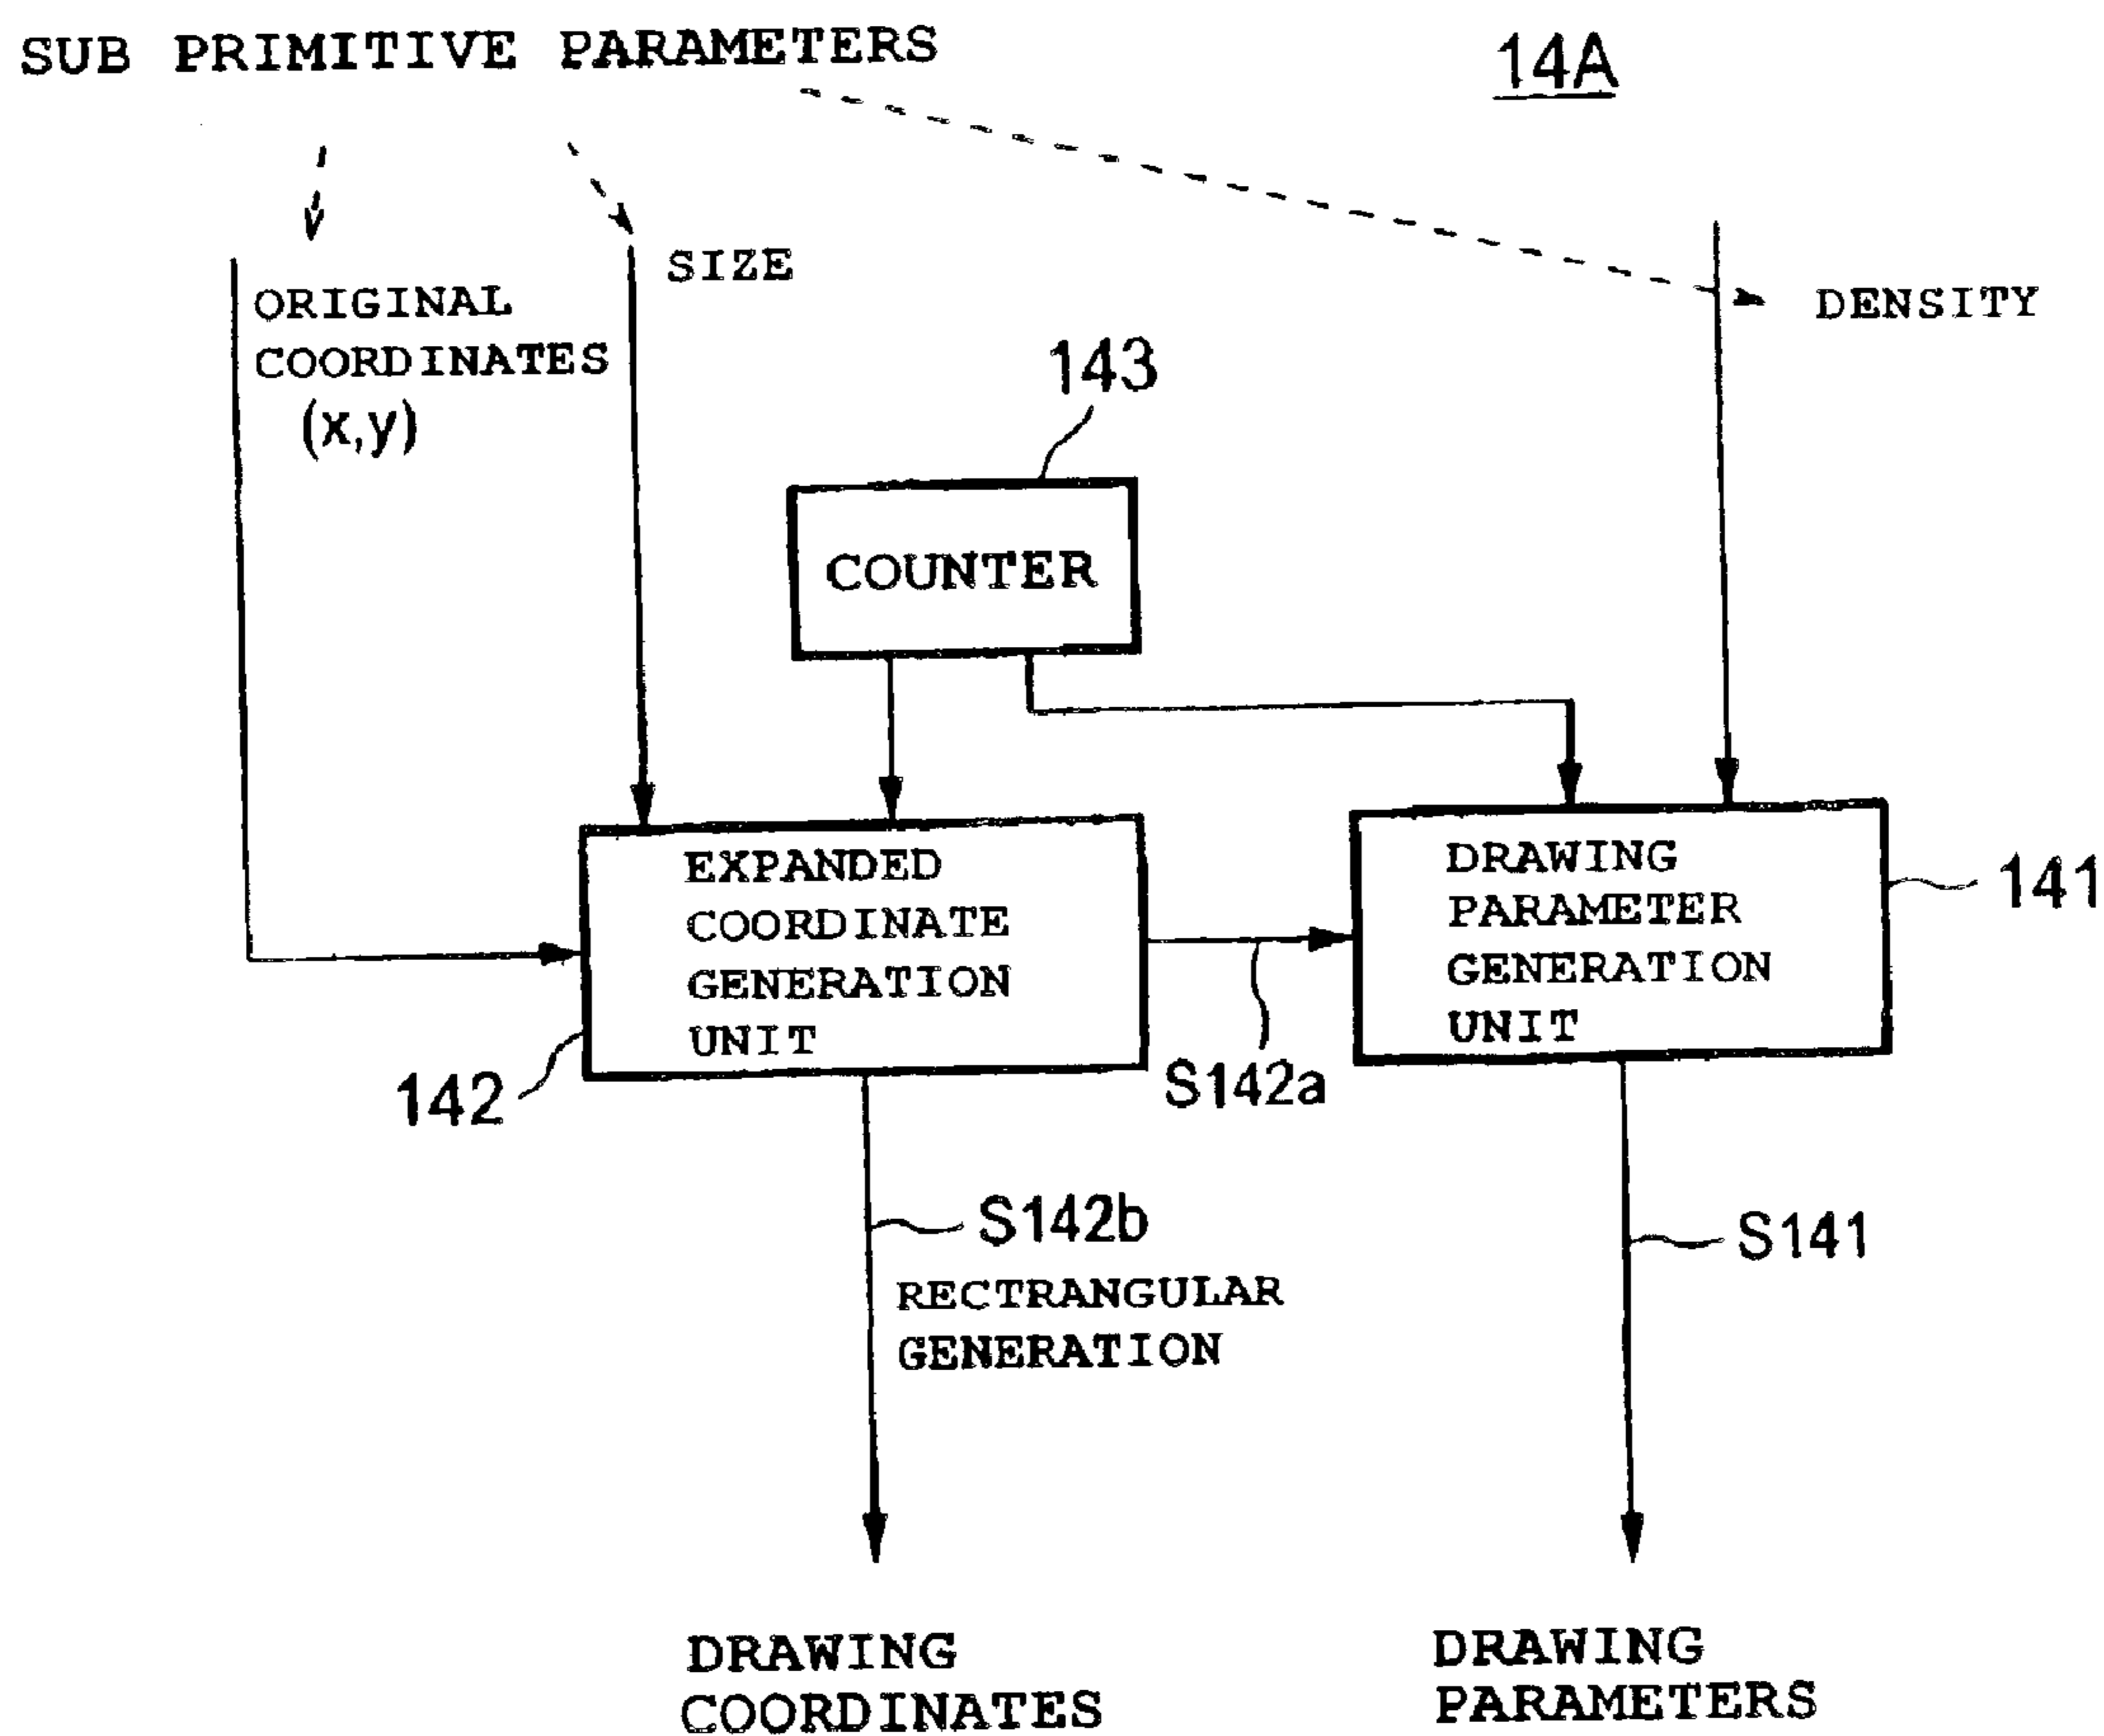 SUB PRIMITIVE PARAMETERS
14A
SIZE
ORIGINAL
COORDINATES
(x,y)
DENSITY
143
COUNTER
EXPANDED
COORDINATE
GENERATION
UNIT
142
DRAWING
PARAMETER
GENERATION
UNIT
141
S142a
S142b
RECTRANGULAR
GENERATION
S141
DRAWING
COORDINATES
DRAWING
PARAMETERS